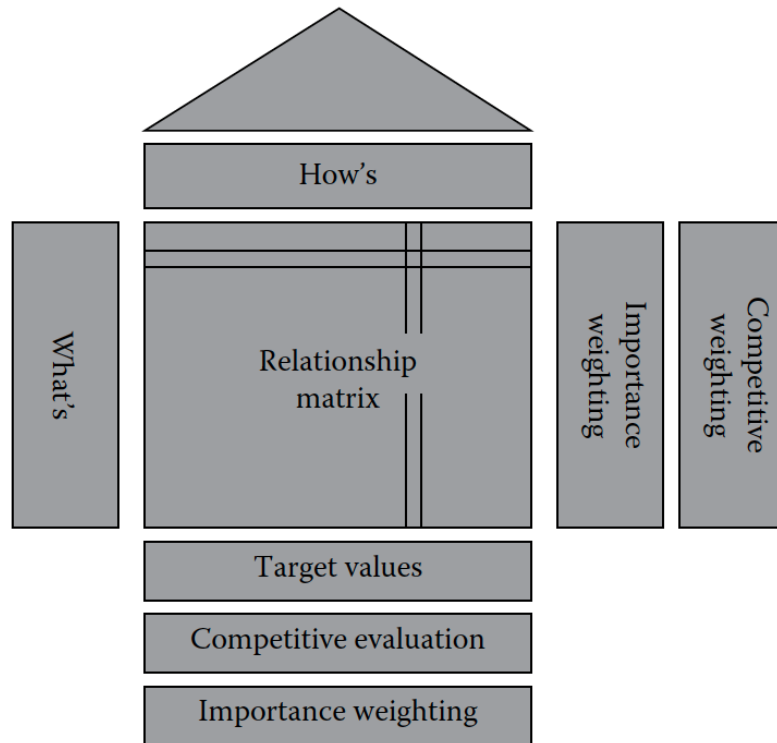 How's
What's
Relationship
matrix
Importance
weighting
Competitive
weighting
Target values
Competitive evaluation
Importance weighting